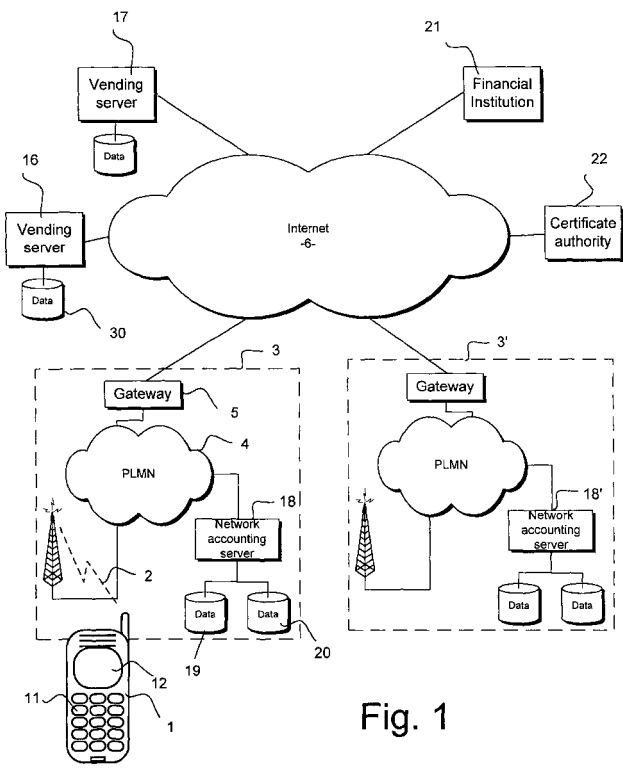 17
21
Vending
server
Financial
Institution
Data
16
22
Vending
server
Internet
-6-
Certificate
authority
Data
30
3
3'
Gateway
5
Gateway
4
PLMN
PLMN
18
18'
Network
accounting
server
Network
accounting
server
2
Data
Data
Data
Data
19
20
12
11
1
Fig. 1